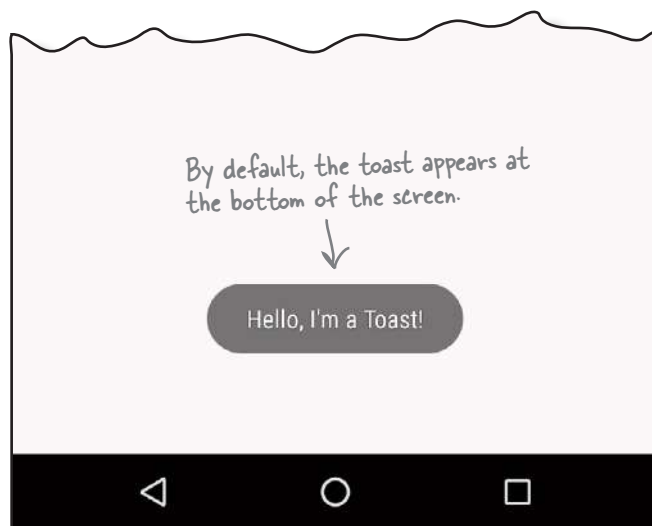 By default, the toast appears at
the bottom of the screen.
Hello, I'm a Toast!